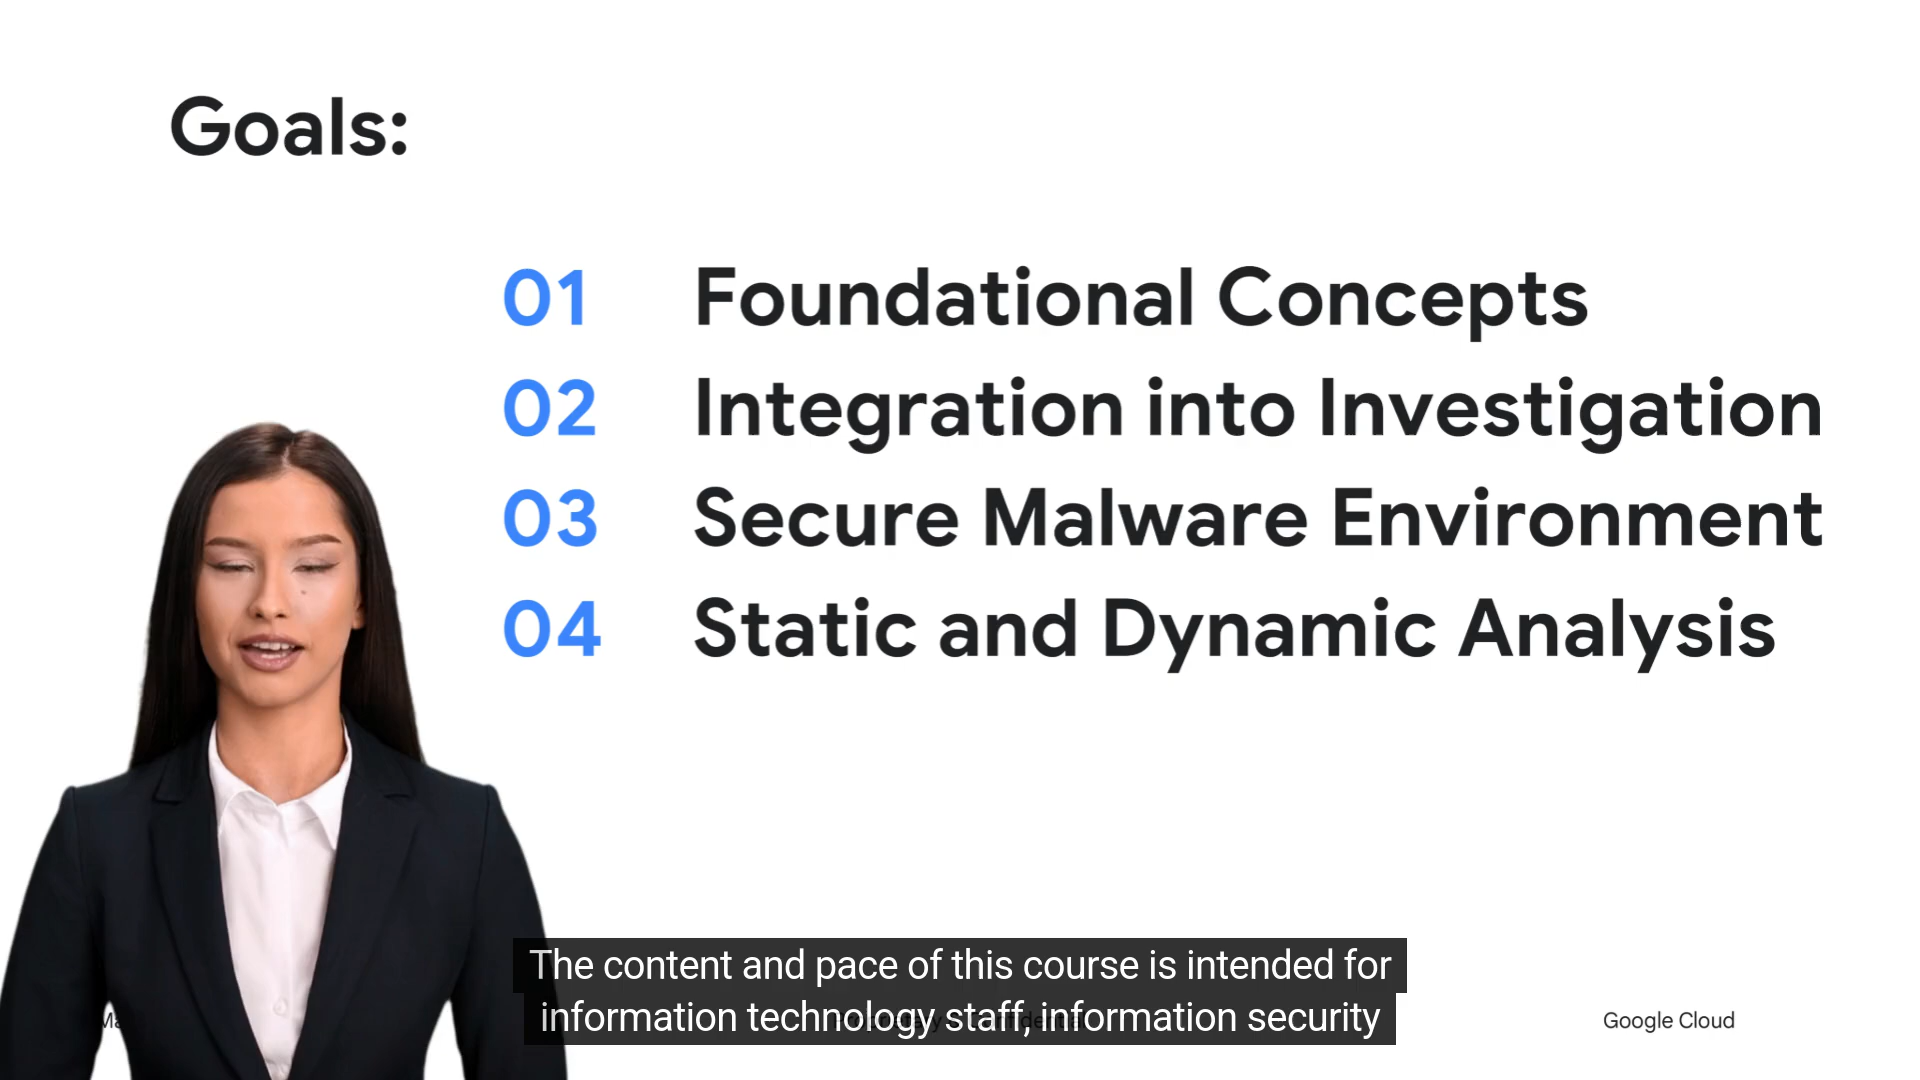 Goals:
01 Foundational Concepts
02 Integration into Investigation
03 Secure Malware Environment
04 Static and Dynamic Analysis
The content and pace of this course is intended for
information technology staff, information security
Google Cloud